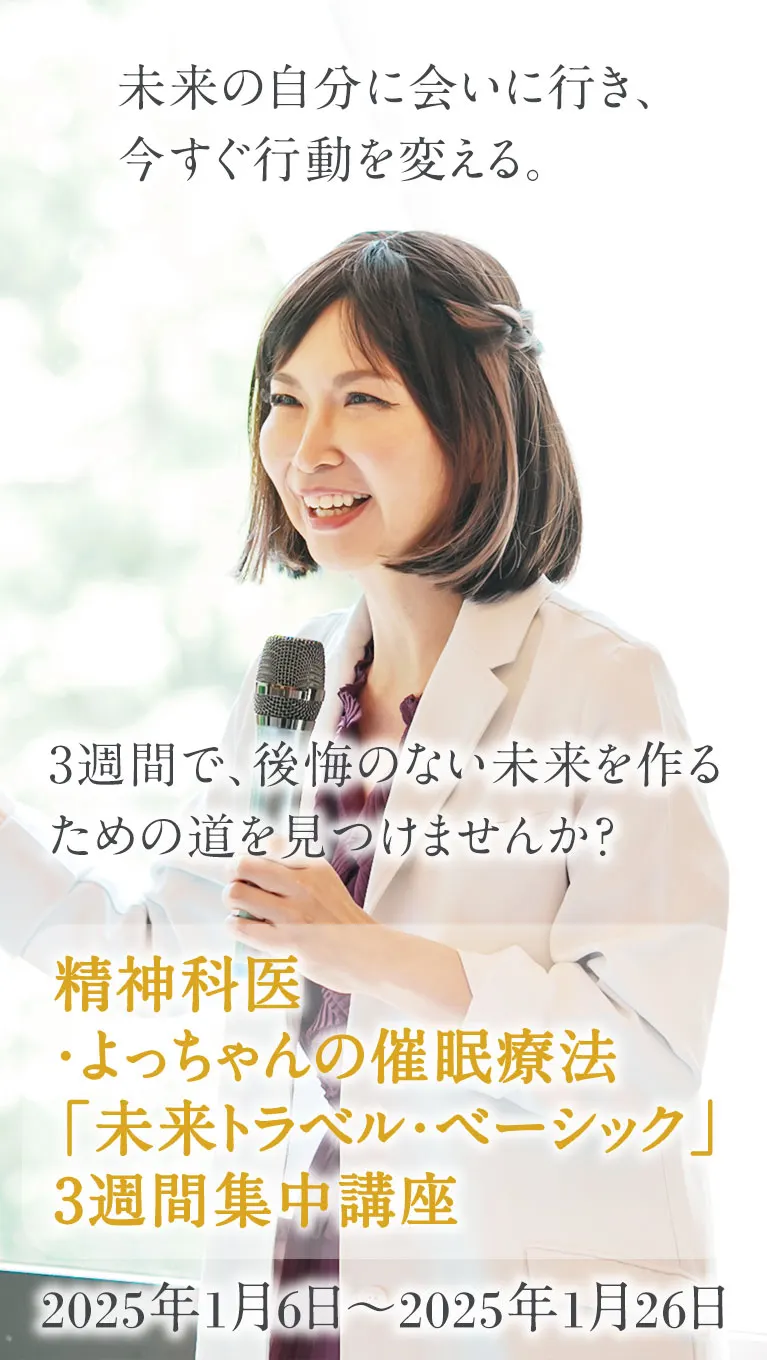 未来の自分に会いに行き、
今すぐ行動を変える。
3週間で、後悔のない未来を作る
ための道を見つけませんか?
精神科医
・よっちゃんの催眠療法
「未来トラベル・ベーシック」
3週間集中講座
2025年1月6日〜2025年1月26日